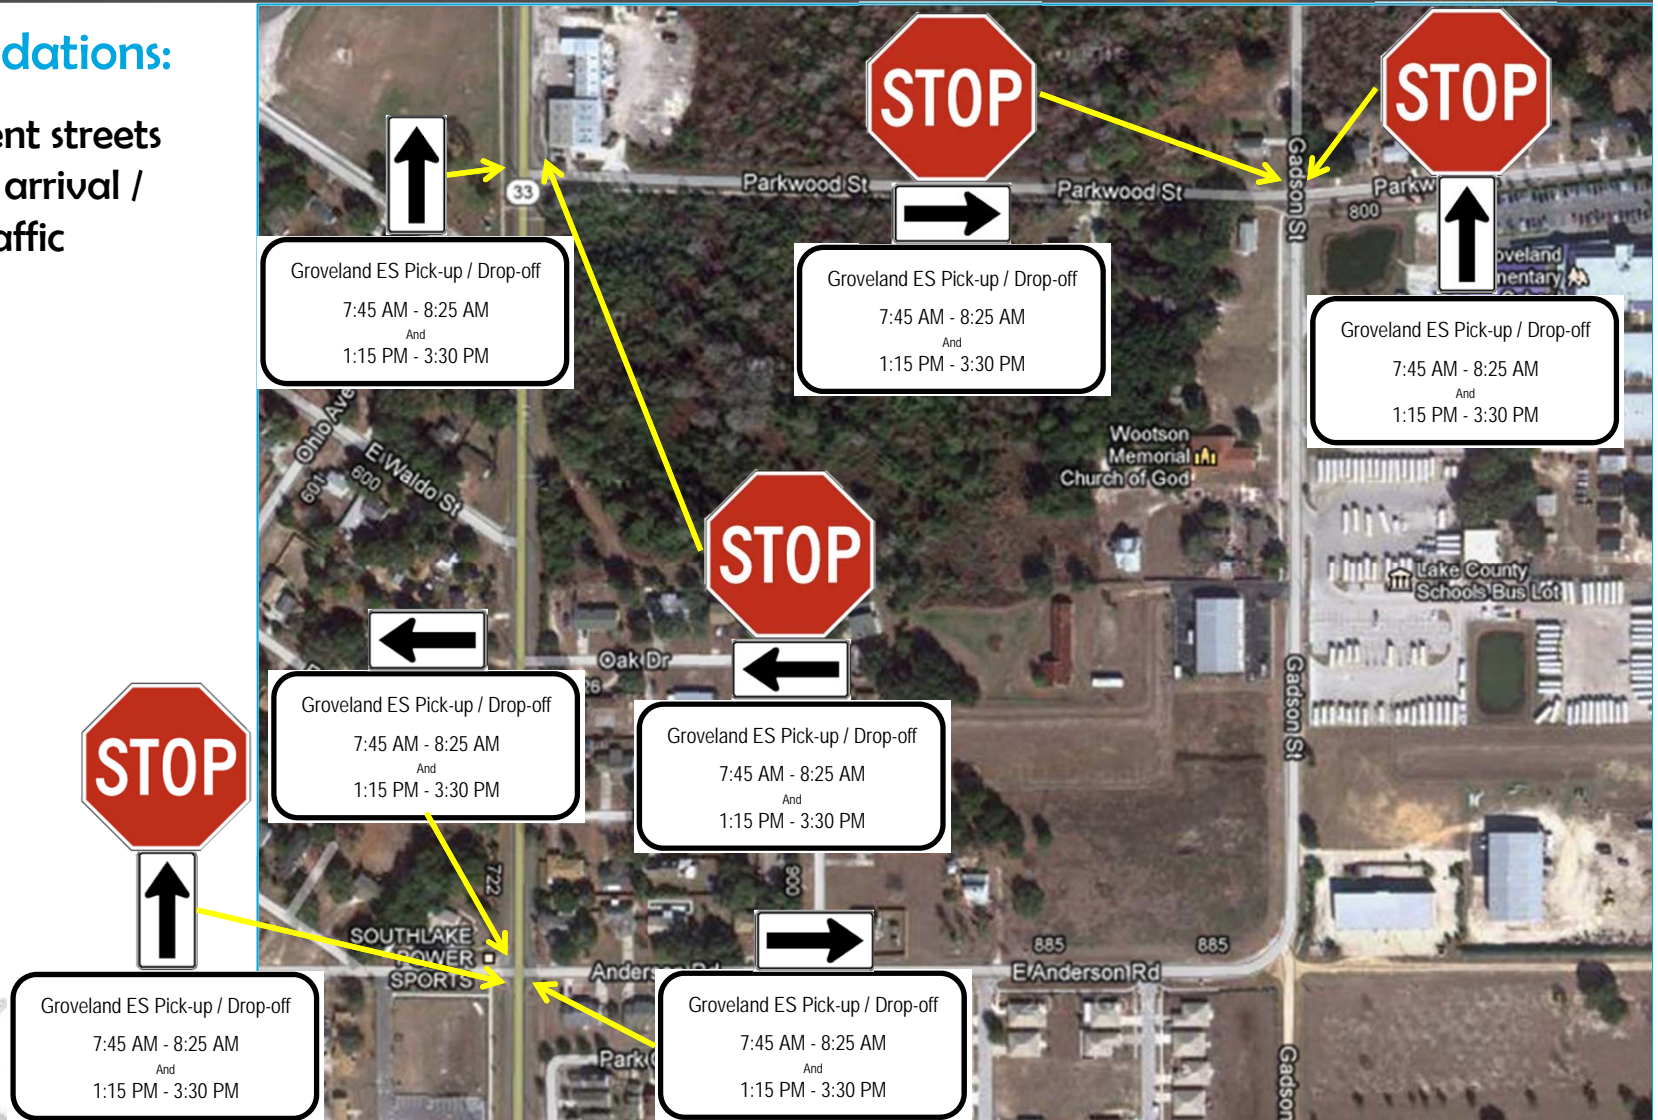 dations:
ent streets
arrival /
affic
STOP
STOP
33
Parkwood St
Parkwood St
Gadson St
Parkw
800
Groveland ES Pick-up / Drop-off
7:45 AM - 8:25 AM
And
1:15 PM - 3:30 PM
Groveland ES Pick-up / Drop-off
7:45 AM - 8:25 AM
And
1:15 PM - 3:30 PM
oveland
mentary
Groveland ES Pick-up / Drop-off
7:45 AM - 8:25 AM
And
1:15 PM - 3:30 PM
Ohio Ave
601
600
E Waldo St
Wootson
Memorial
Church of God
STOP
Lake County
Schools Bus Lot
Oak Dr
26
Gadson St
Groveland ES Pick-up / Drop-off
7:45 AM - 8:25 AM
And
1:15 PM - 3:30 PM
Groveland ES Pick-up / Drop-off
7:45 AM - 8:25 AM
And
1:15 PM - 3:30 PM
STOP
722
900
SOUTHLAKE
POWER
SPORTS
Anderson Rd
885
885
E Anderson Rd
Groveland ES Pick-up / Drop-off
7:45 AM - 8:25 AM
And
1:15 PM - 3:30 PM
Groveland ES Pick-up / Drop-off
7:45 AM - 8:25 AM
And
1:15 PM - 3:30 PM
Park
Gadson